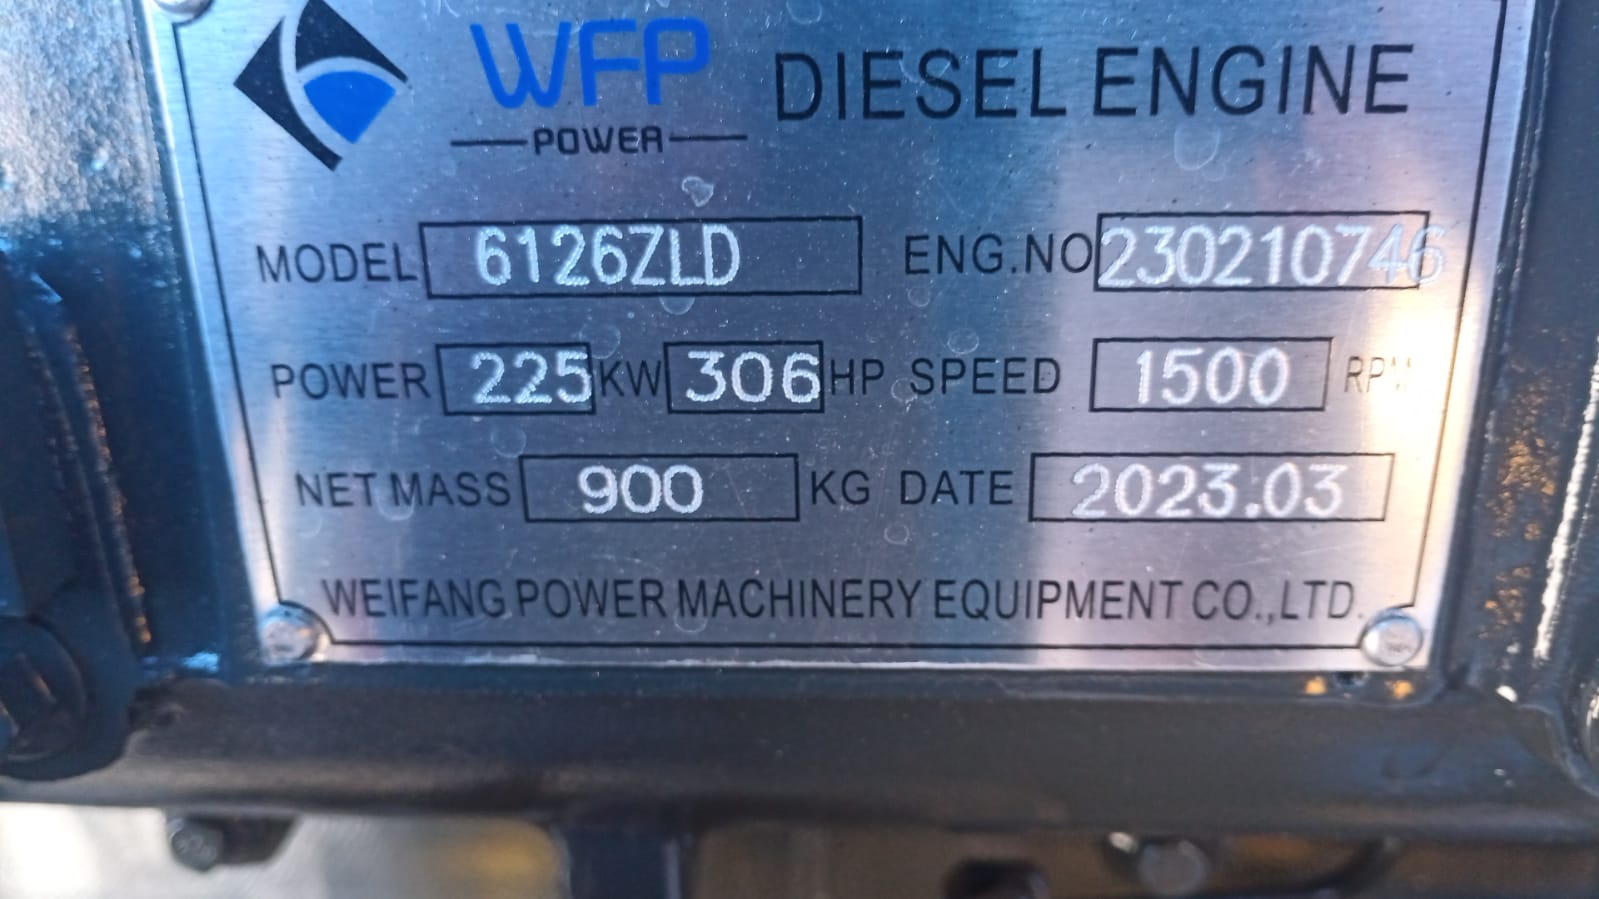 WFP
POWER
DIESEL ENGINE
MODEL 6126ZLD ENG.NO 230210746
POWER 225 KW 306 HP SPEED 1500 RPM
NET MASS 900 KG DATE 2023.03
WEIFANG POWER MACHINERY EQUIPMENT CO.,LTD.